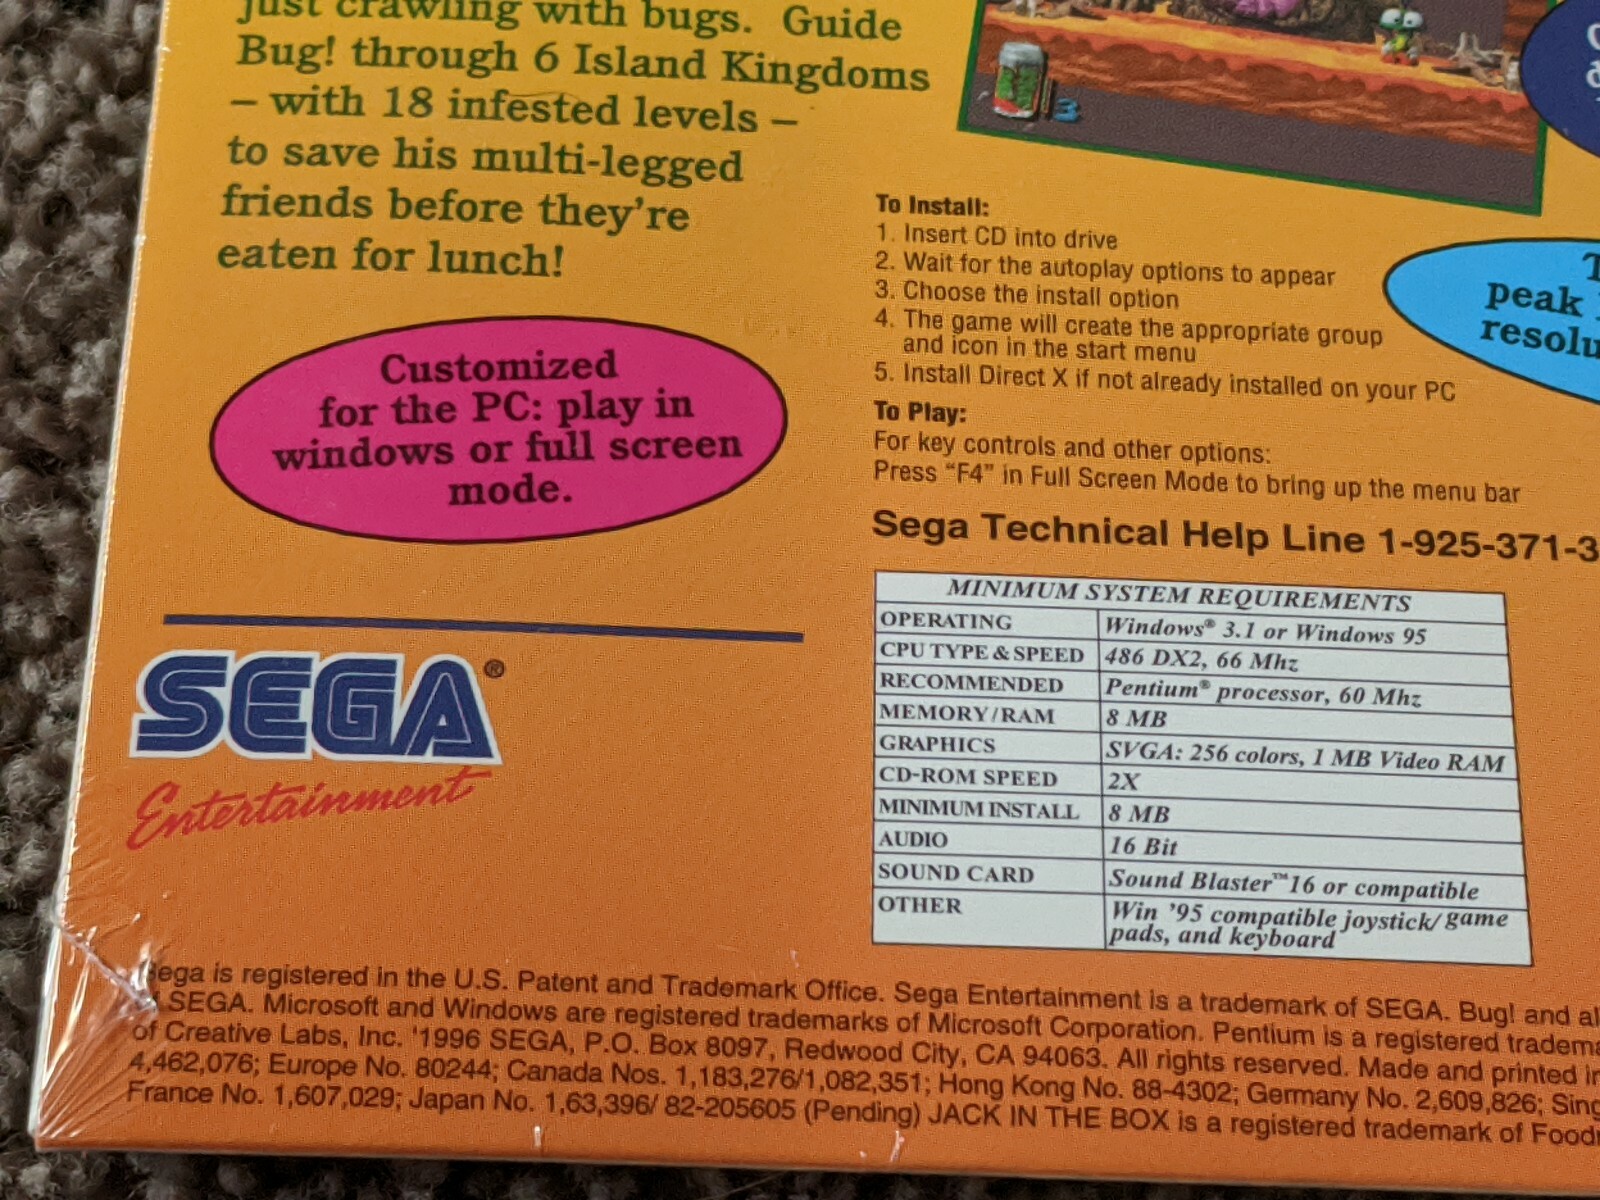 just crawling with bugs. Guide
Bug! through 6 Island Kingdoms
– with 18 infested levels –
to save his multi-legged
friends before they're
eaten for lunch!
Customized
for the PC: play in
windows or full screen
mode.
SEGA®
Entertainment
To Install:
1. Insert CD into drive
2. Wait for the autoplay options to appear
3. Choose the install option
4. The game will create the appropriate group
and icon in the start menu
5. Install Direct X if not already installed on your PC
To Play:
For key controls and other options:
Press “F4” in Full Screen Mode to bring up the menu bar
peak
Sega Technical Help Line 1-925-371-3
MINIMUM SYSTEM REQUIREMENTS
OPERATING Windows® 3.1 or Windows 95
CPU TYPE & SPEED 486 DX2, 66 Mhz
RECOMMENDED Pentium® processor, 60 Mhz
MEMORY/RAM 8 MB
GRAPHICS SVGA: 256 colors, 1 MB Video RAM
CD-ROM SPEED 2X
MINIMUM INSTALL 8 MB
AUDIO 16 Bit
SOUND CARD Sound Blaster™16 or compatible
OTHER Win '95 compatible joystick/ game
pads, and keyboard
Sega is registered in the U.S. Patent and Trademark Office. Sega Entertainment is a trademark of SEGA. Bug! and
SEGA. Microsoft and Windows are registered trademarks of Microsoft Corporation. Pentium is a registered
of Creative Labs, Inc. '1996 SEGA, P.O. Box 8097, Redwood City, CA 94063. All rights reserved. Made and printed
4,462,076; Europe No. 80244; Canada Nos. 1,183,276/1,082,351; Hong Kong No. 88-4302; Germany No. 2,609,826;
France No. 1,607,029; Japan No. 1,63,396/ 82-205605 (Pending) JACK IN THE BOX is a registered trademark of